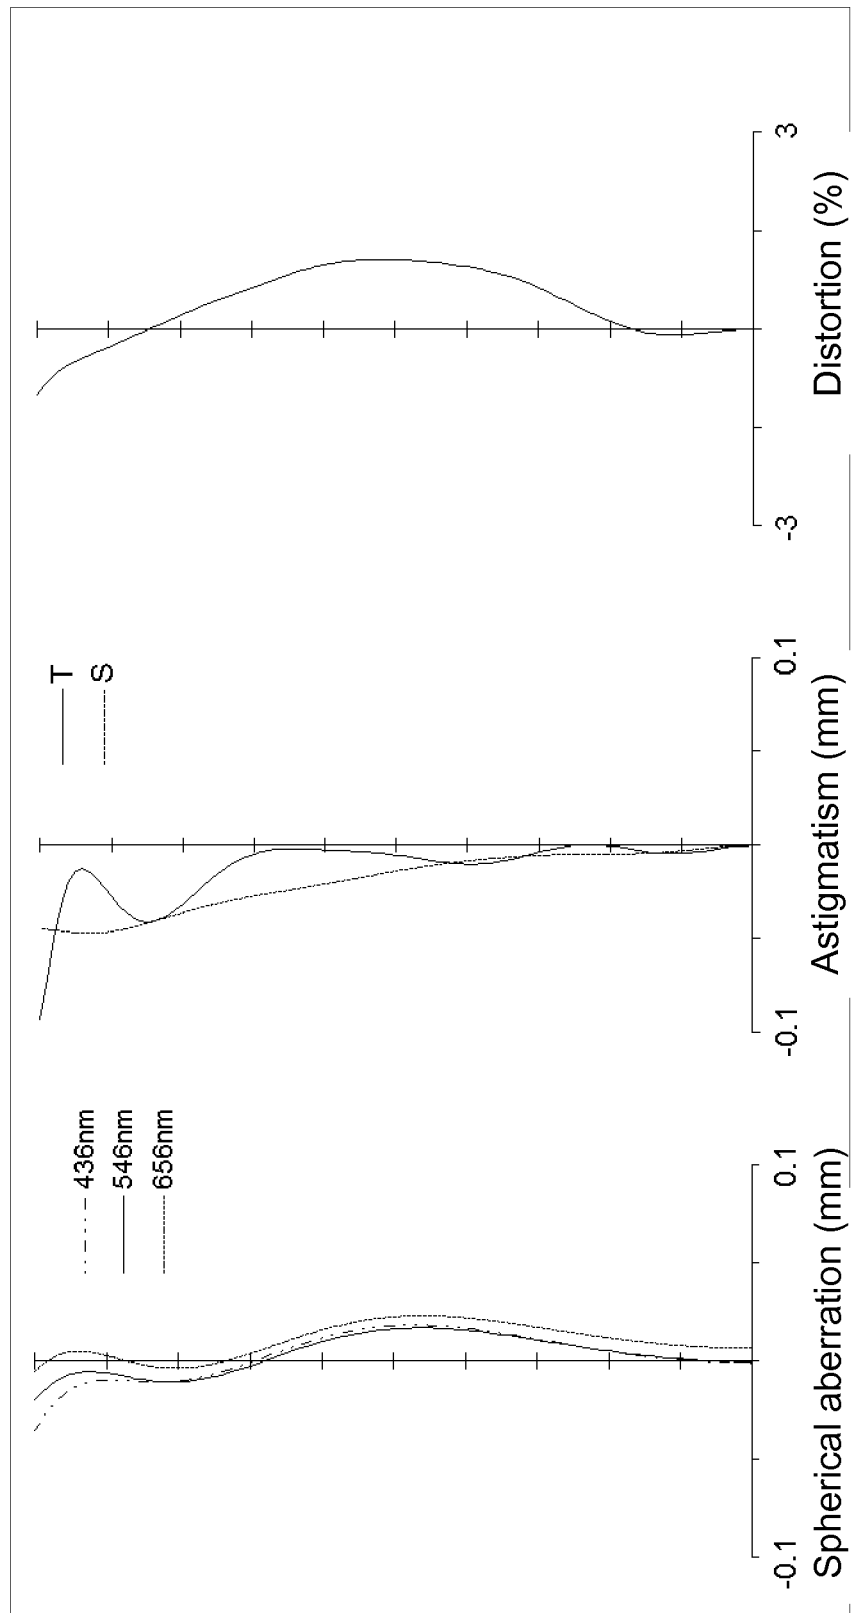 436nm
546nm
656nm
-0.1
0.1
Spherical aberration (mm)
T
S
-0.1
0.1
Astigmatism (mm)
-3
3
Distortion (%)